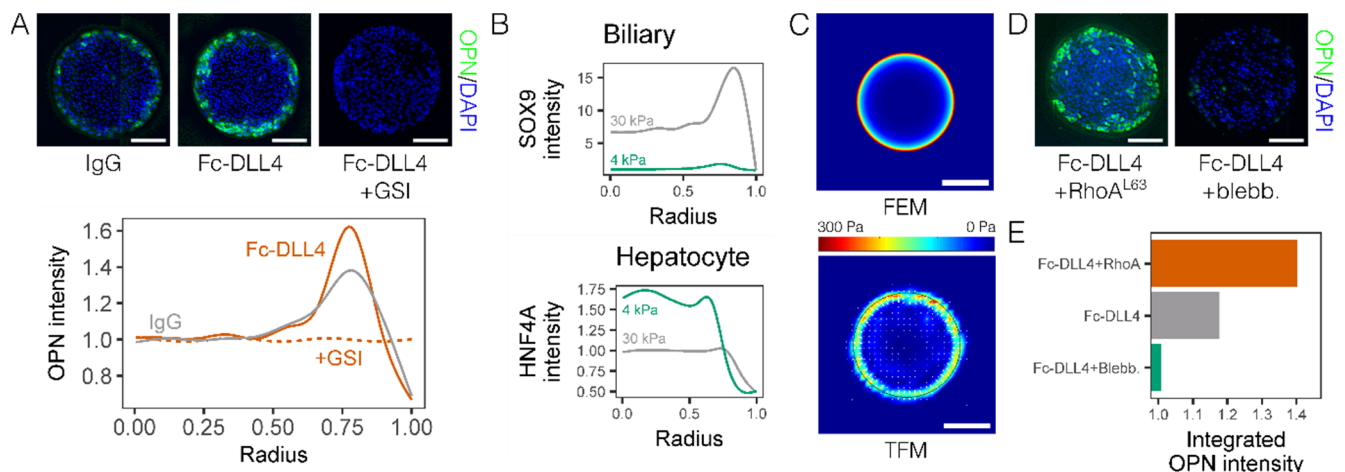 A
OPN/DAPI
IgG
Fc-DLL4
Fc-DLL4
+GSI
OPN intensity
1.6
1.4
1.2
1.0
0.8
Fc-DLL4
IgG
+GSI
0.00 0.25 0.50 0.75 1.00
Radius
B
Biliary
SOX9
intensity
15
10
5
30 kPa
4 kPa
0.0 0.5 1.0
Radius
Hepatocyte
HNF4A
intensity
1.75
1.50
1.25
1.00
0.75
0.50
4 kPa
30 kPa
0.0 0.5 1.0
Radius
C
FEM
300 Pa 0 Pa
TFM
D
OPN/DAPI
Fc-DLL4
+RhoA^L63
Fc-DLL4
+blebb.
E
Fc-DLL4+RhoA
Fc-DLL4
Fc-DLL4+Blebb.
1.0 1.1 1.2 1.3 1.4
Integrated
OPN intensity